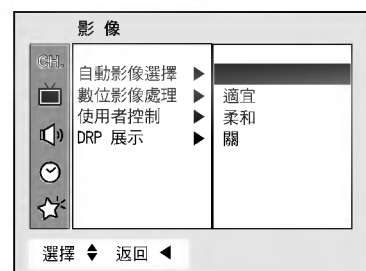 影 像
CH.
自動影像選擇 ▶
數位影像處理 ▶
使用者控制 ▶
DRP 展示 ▶
適宜
柔和
關
選擇 ◆ 返回 ◀